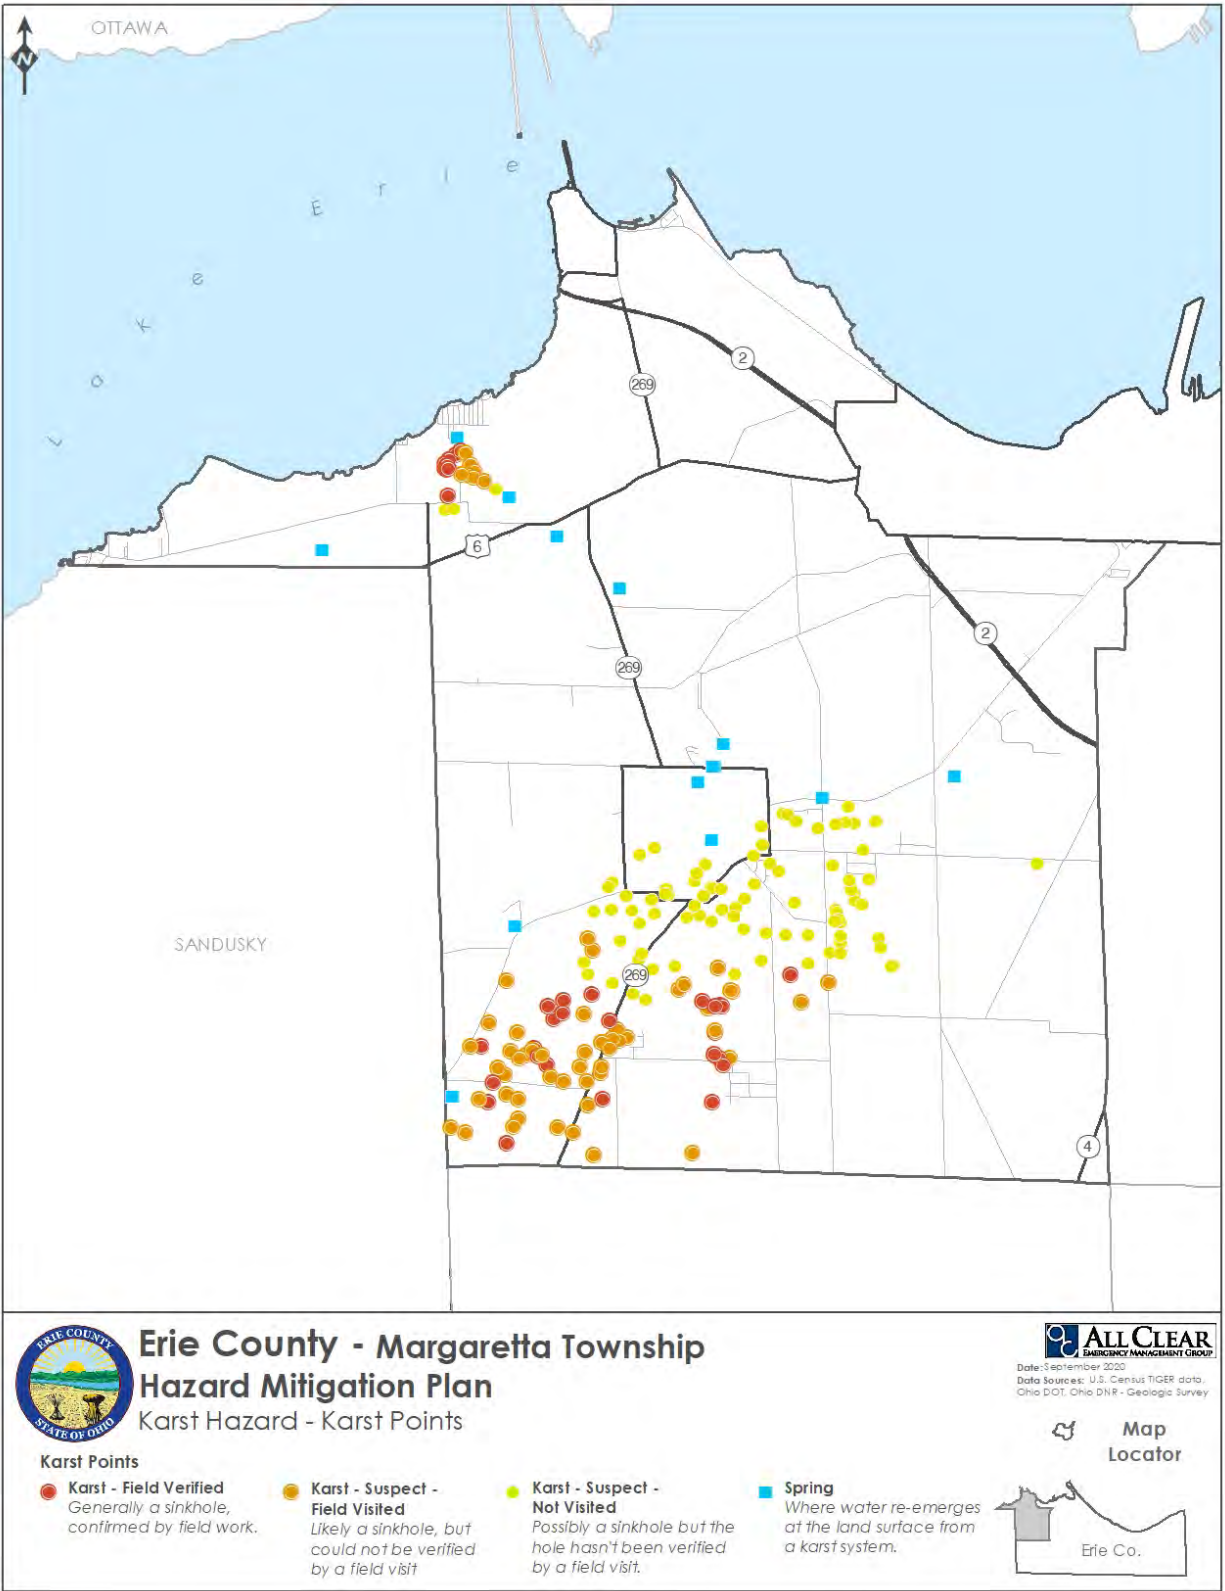 OTTAWA
N
Lake Erie
2
269
6
2
269
SANDUSKY
269
4
ERIE COUNTY
STATE OF OHIO
Erie County - Margaretta Township
Hazard Mitigation Plan
Karst Hazard - Karst Points
ALL CLEAR
EMERGENCY MANAGEMENT GROUP
Date: September 2020
Data Sources: U.S. Census TIGER data,
Ohio DOT, Ohio DNR - Geologic Survey
Map
Locator
Erie Co.
Karst Points
Karst - Field Verified
Generally a sinkhole,
confirmed by field work.
Karst - Suspect -
Field Visited
Likely a sinkhole, but
could not be verified
by a field visit
Karst - Suspect -
Not Visited
Possibly a sinkhole but the
hole hasn't been verified
by a field visit.
Spring
Where water re-emerges
at the land surface from
a karst system.